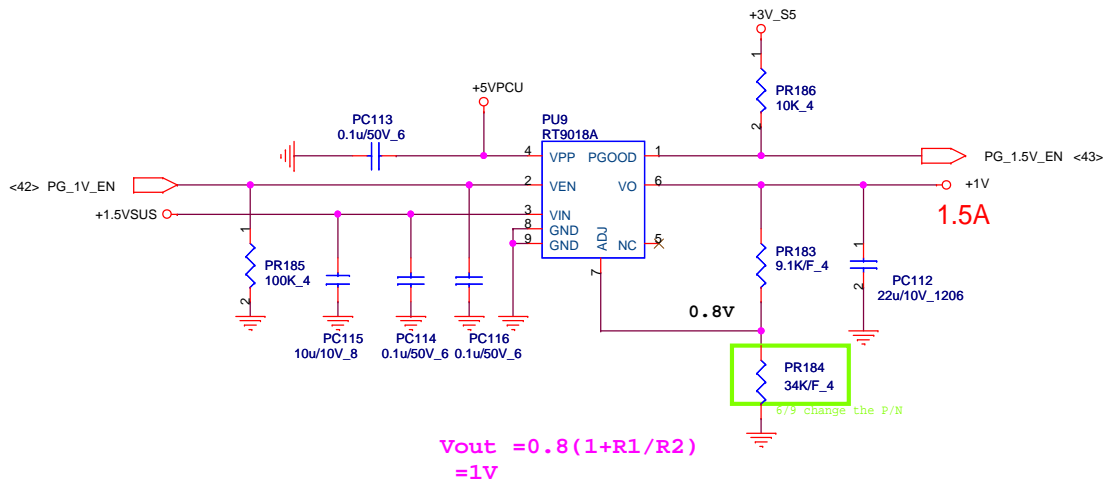 +3V_S5
1
PR186
10K_4
2
+5VPCU
PC113
0.1u/50V_6
PU9
RT9018A
4 VPP PGOOD 1
PG_1.5V_EN <43>
<42> PG_1V_EN
2 VEN VO 6
+1V
1.5A
+1.5VSUS
3 VIN
8 GND
9 GND
ADJ
NC 5
7
1
PR185
100K_4
2
PR183
9.1K/F_4
1
2
PC112
22u/10V_1206
0.8V
PC115
10u/10V_8
PC114
0.1u/50V_6
PC116
0.1u/50V_6
PR184
34K/F_4
6/9 change the P/N
Vout =0.8(1+R1/R2)
=1V